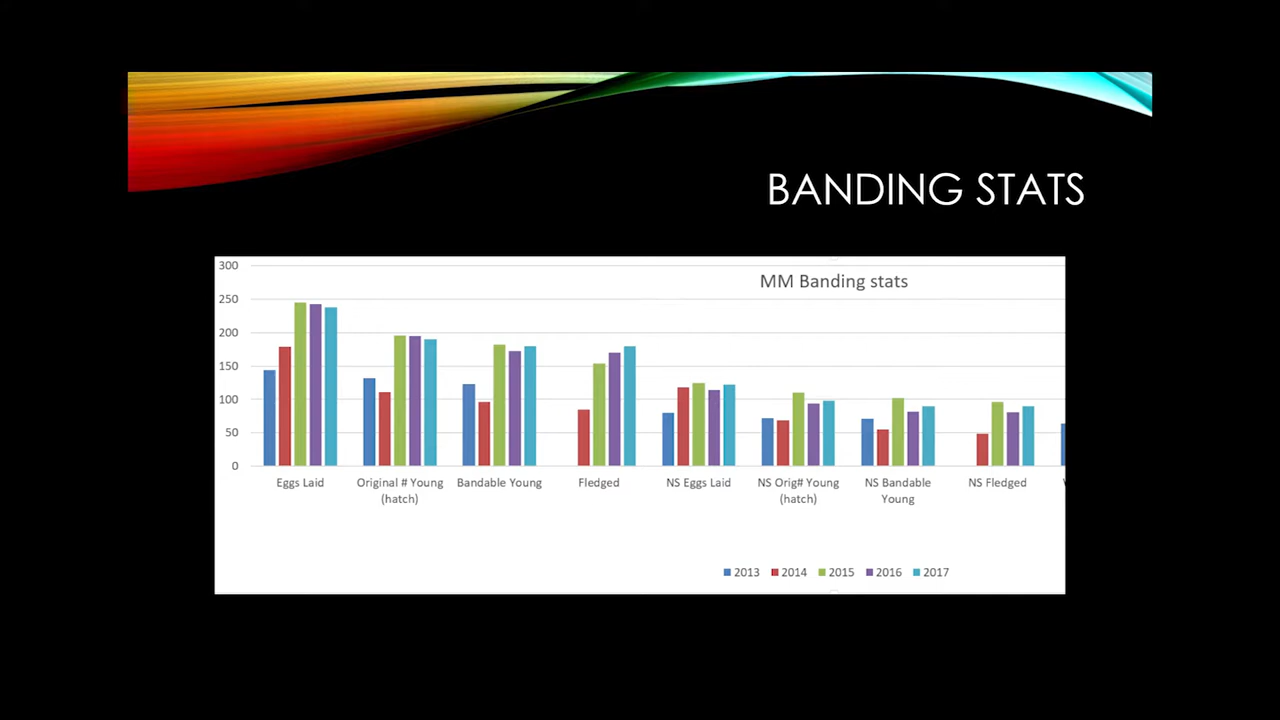 BANDING STATS
MM Banding stats
300
250
200
150
100
50
0
Eggs Laid
Original # Young
(hatch)
Bandable Young
Fledged
NS Eggs Laid
NS Orig# Young
(hatch)
NS Bandable
Young
NS Fledged
2013 2014 2015 2016 2017